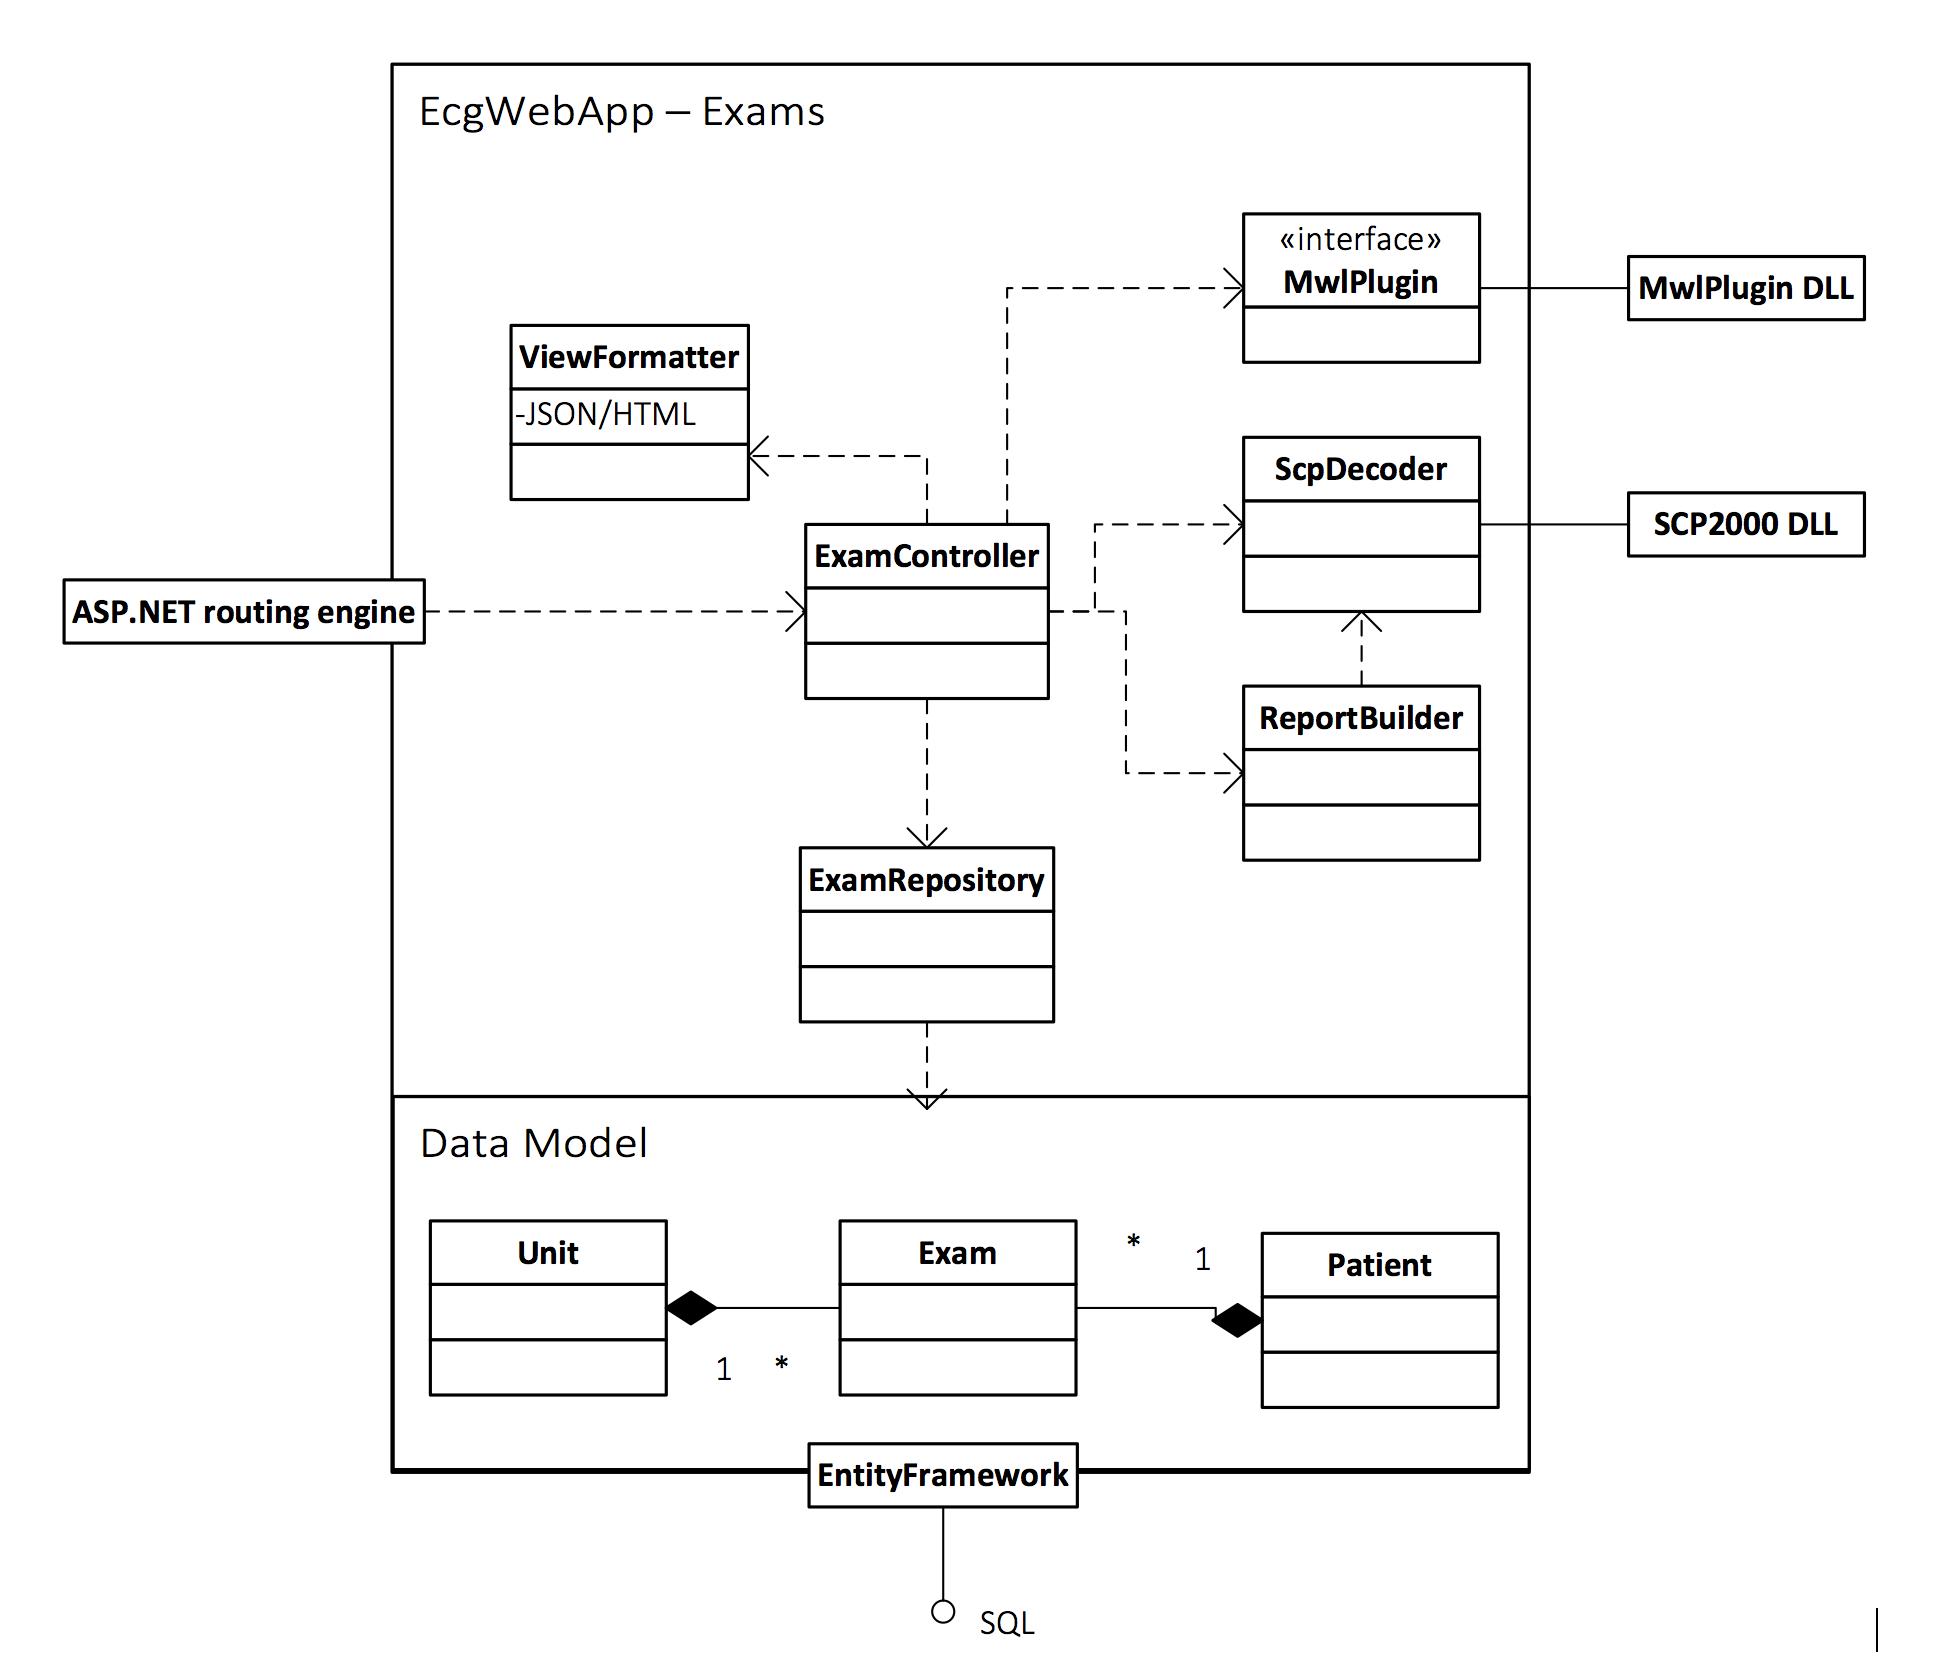 EcgWebApp – Exams
«interface»
MwlPlugin
MwlPlugin DLL
ViewFormatter
-JSON/HTML
ScpDecoder
SCP2000 DLL
ExamController
ASP.NET routing engine
ReportBuilder
ExamRepository
Data Model
Unit
Exam
*
1
Patient
1
*
EntityFramework
SQL